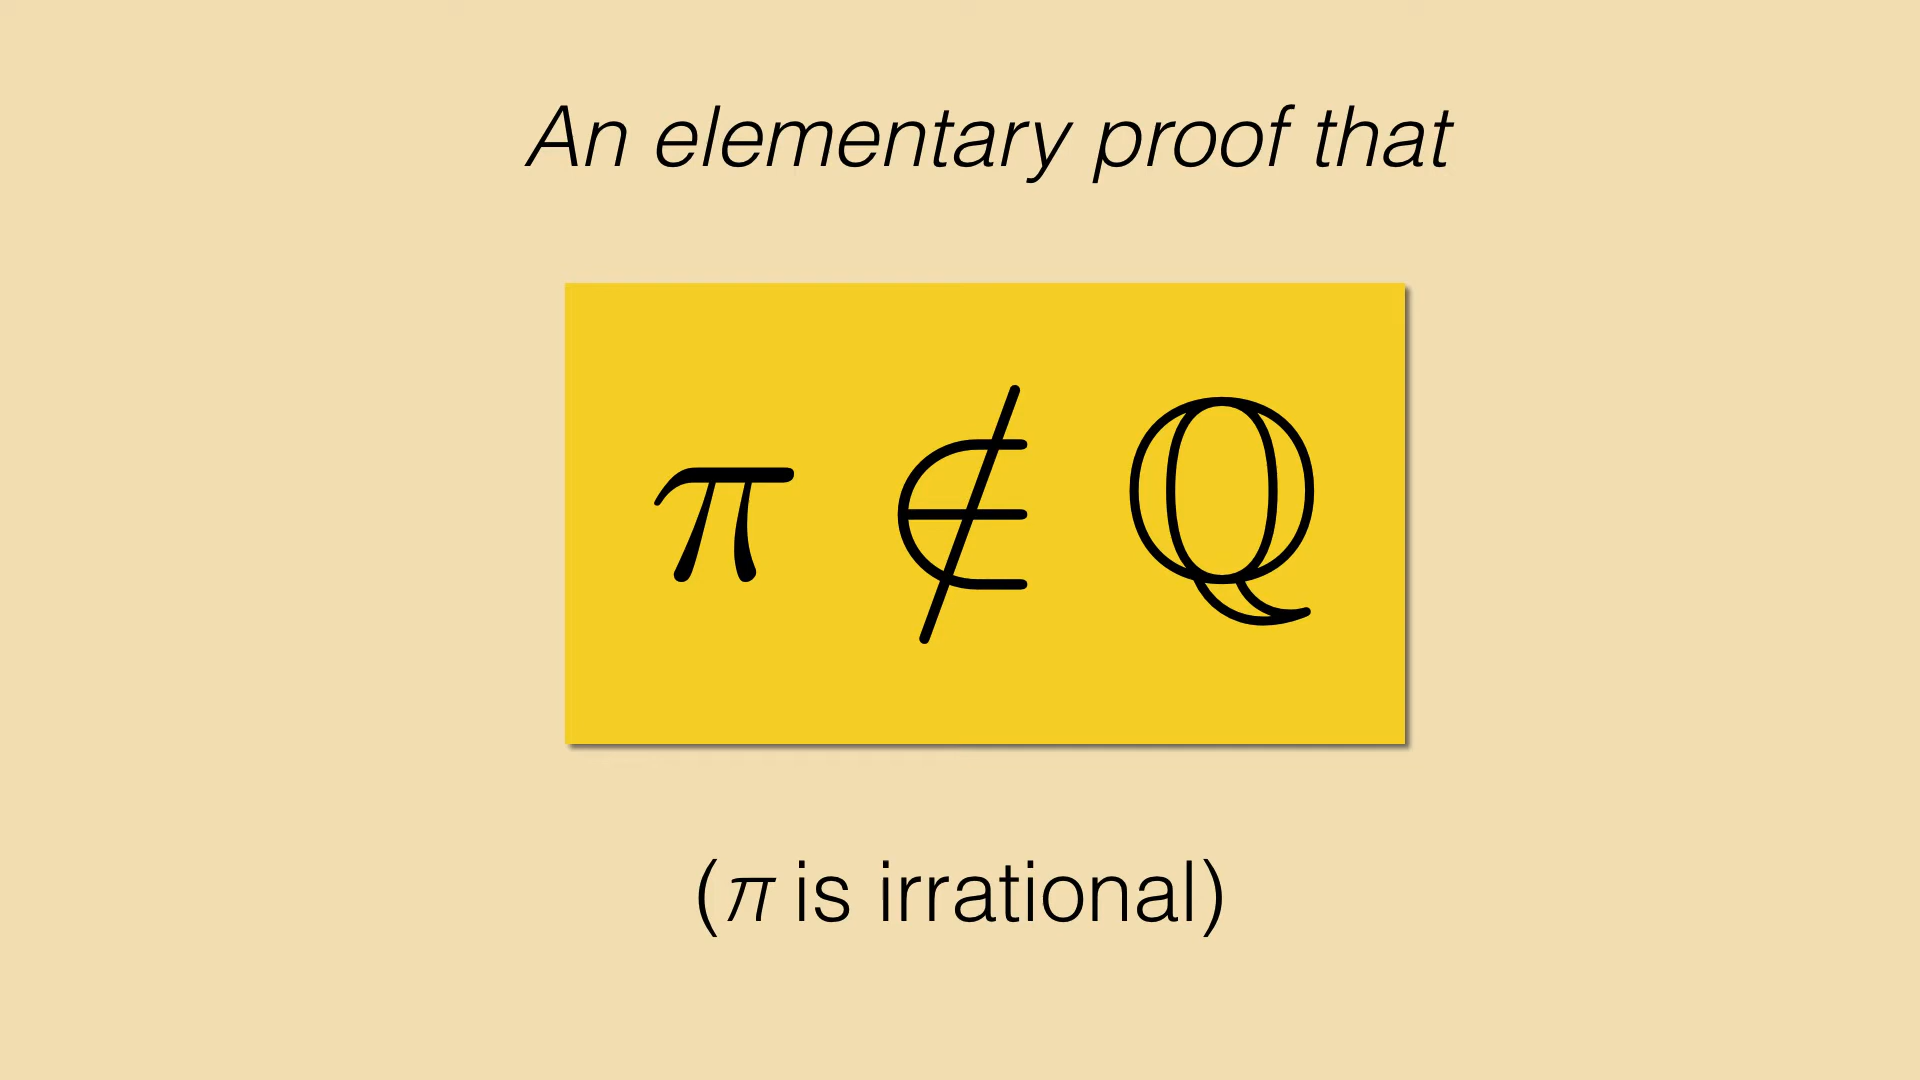 An elementary proof that
π ∉ ℚ
(π is irrational)